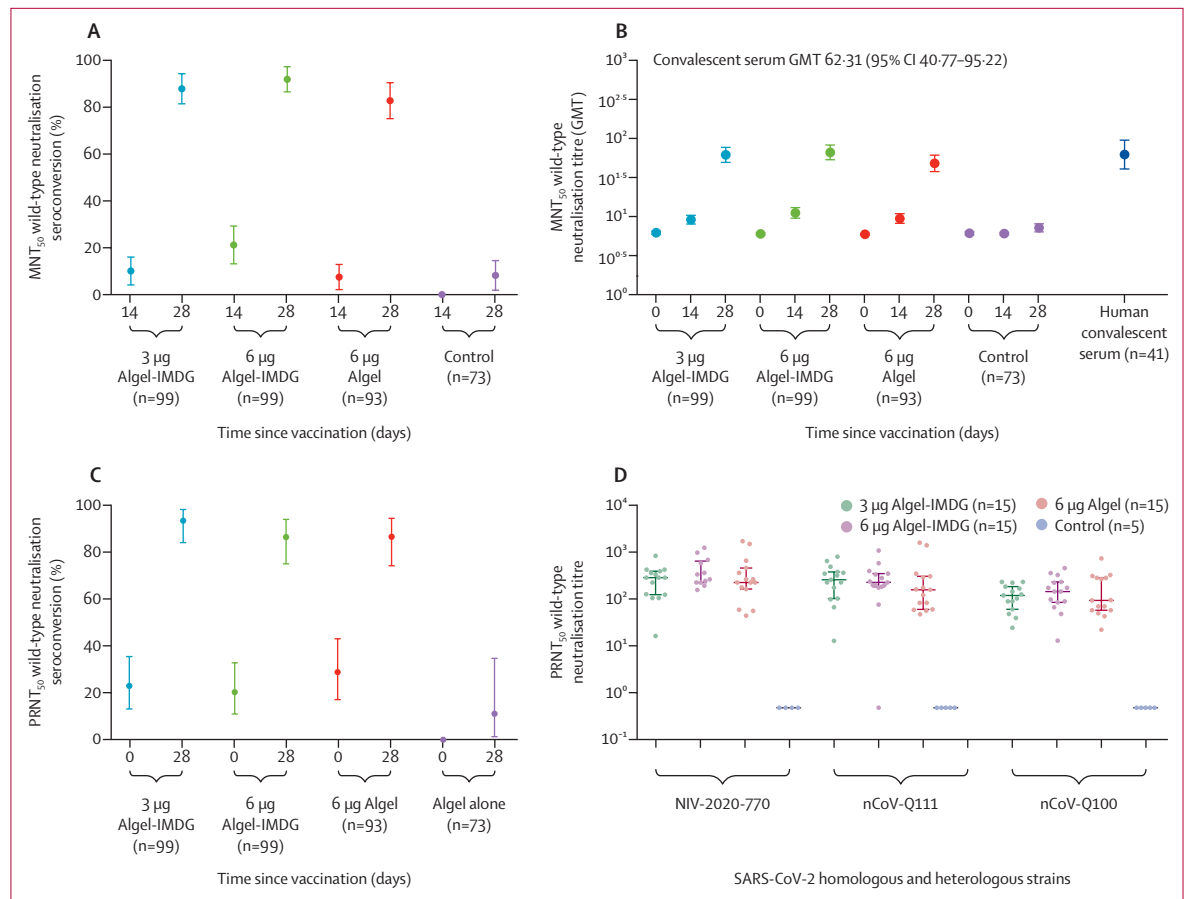 A
MNT₅₀ wild-type neutralisation
seroconversion (%)
100
80
60
40
20
0
14 28 14 28 14 28 14 28
3 µg
Algel-IMDG
(n=99)
6 µg
Algel-IMDG
(n=99)
6 µg
Algel
(n=93)
Control
(n=73)
Time since vaccination (days)
B
Convalescent serum GMT 62·31 (95% CI 40·77–95·22)
MNT₅₀ wild-type
neutralisation titre (GMT)
10³
10²·⁵
10²
10¹·⁵
10¹
10⁰·⁵
10⁰
0 14 28 0 14 28 0 14 28 0 14 28
3 µg
Algel-IMDG
(n=99)
6 µg
Algel-IMDG
(n=99)
6 µg
Algel
(n=93)
Control
(n=73)
Human
convalescent
serum (n=41)
Time since vaccination (days)
C
PRNT₅₀ wild-type neutralisation
seroconversion (%)
100
80
60
40
20
0
0 28 0 28 0 28 0 28
3 µg
Algel-IMDG
(n=99)
6 µg
Algel-IMDG
(n=99)
6 µg Algel
(n=93)
Algel alone
(n=73)
Time since vaccination (days)
D
3 µg Algel-IMDG (n=15)
6 µg Algel (n=15)
6 µg Algel-IMDG (n=15)
Control (n=5)
PRNT₅₀ wild-type
neutralisation titre
10⁴
10³
10²
10¹
10⁰
10⁻¹
NIV-2020-770
nCoV-Q111
nCoV-Q100
SARS-CoV-2 homologous and heterologous strains